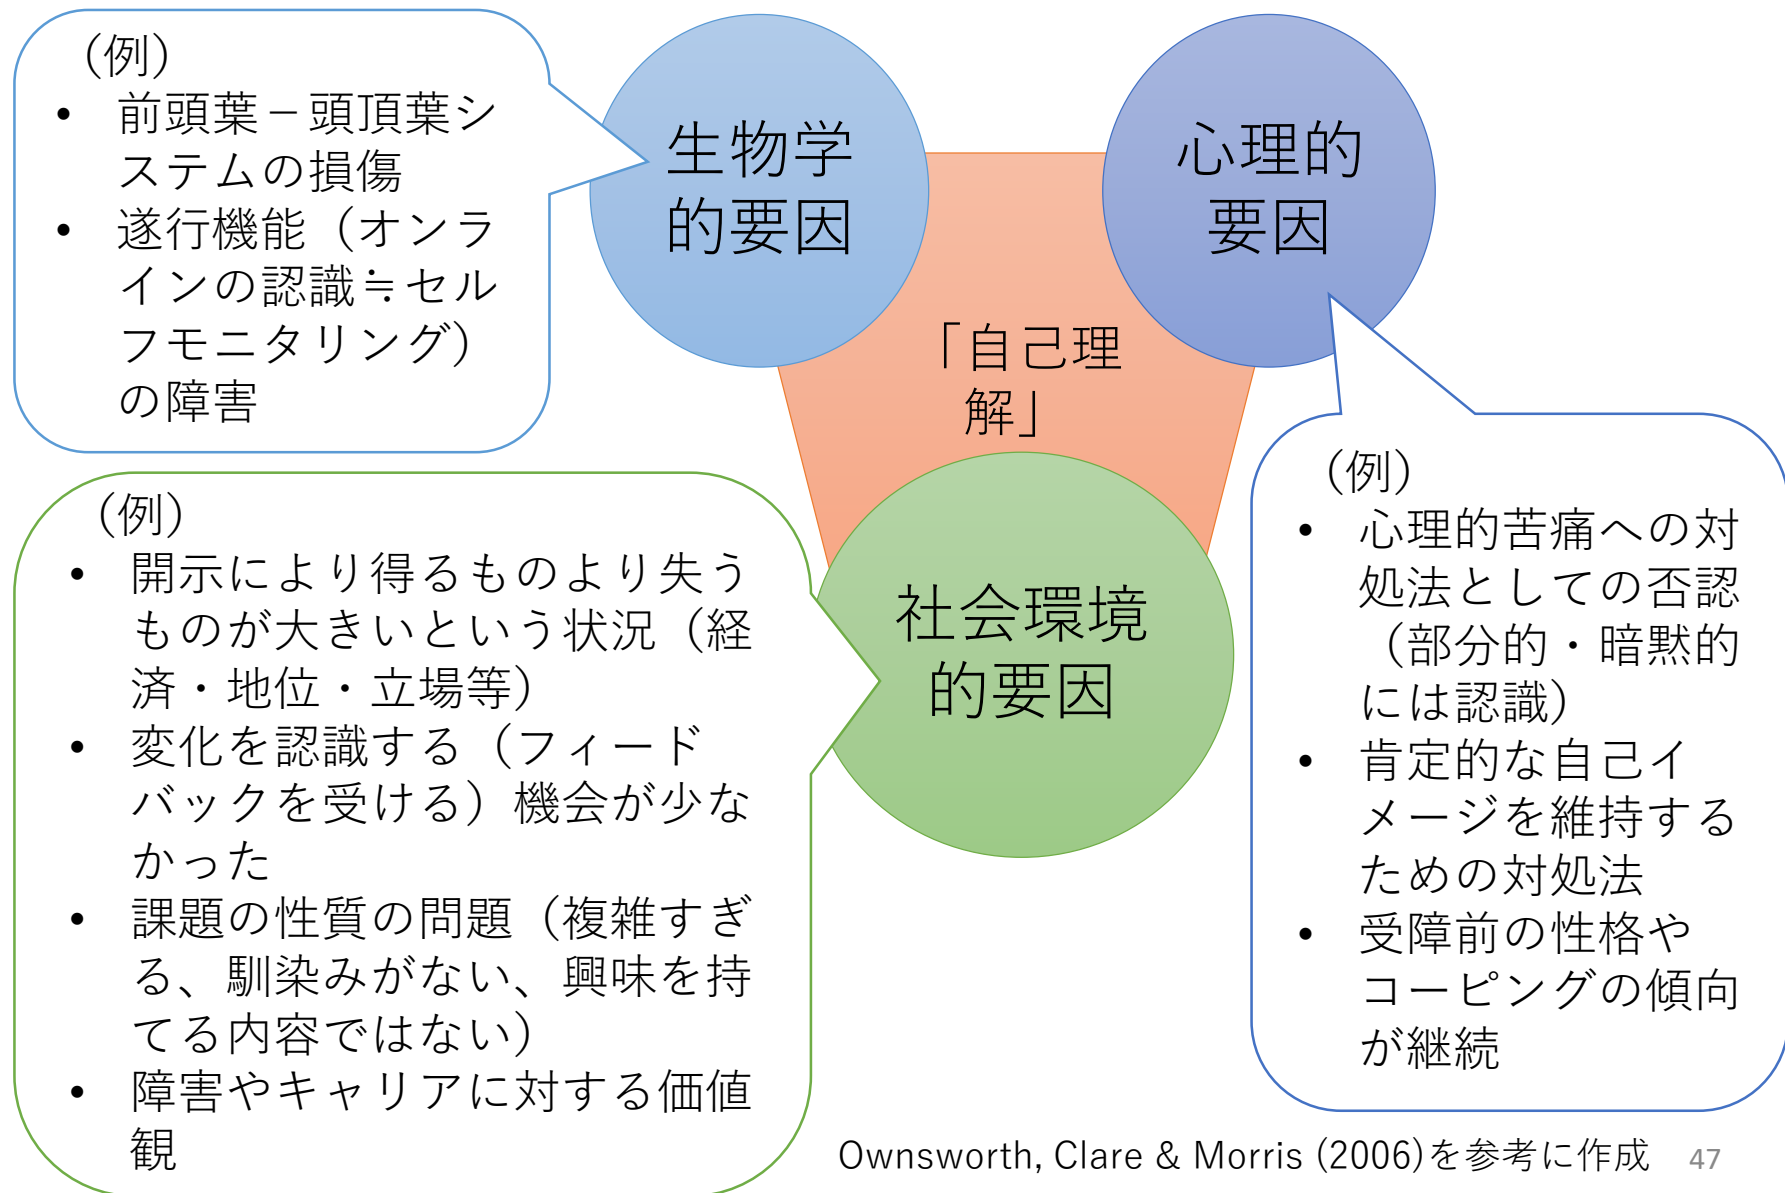 （例）
• 前頭葉－頭頂葉シ
ステムの損傷
• 遂行機能（オンラ
インの認識≒セル
フモニタリング）
の障害
生物学
的要因
心理的
要因
「自己理
解」
社会環境
的要因
（例）
• 開示により得るものより失う
ものが大きいという状況（経
済・地位・立場等）
• 変化を認識する（フィード
バックを受ける）機会が少な
かった
• 課題の性質の問題（複雑すぎ
る、馴染みがない、興味を持
てる内容ではない）
• 障害やキャリアに対する価値
観
（例）
• 心理的苦痛への対
処法としての否認
（部分的・暗黙的
には認識）
• 肯定的な自己イ
メージを維持する
ための対処法
• 受障前の性格や
コーピングの傾向
が継続
Ownsworth, Clare & Morris (2006)を参考に作成
47